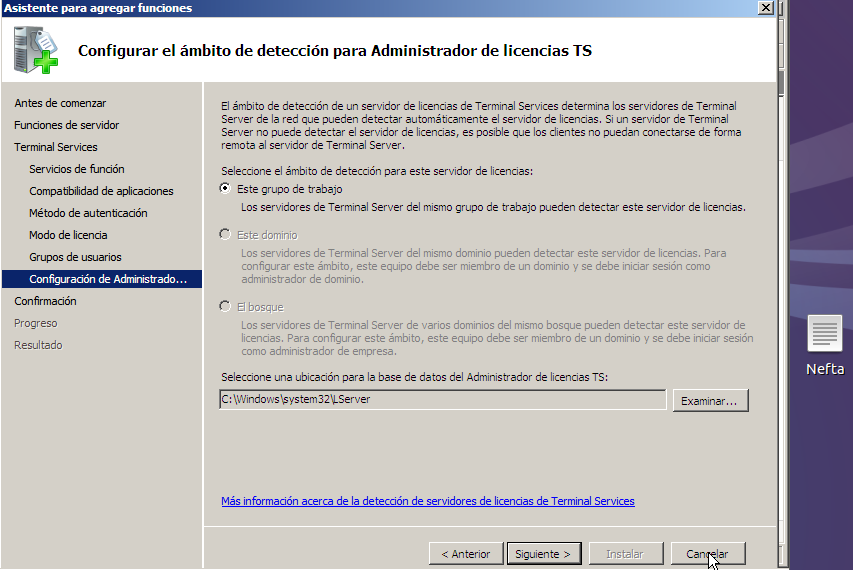 Asistente para agregar funciones
Configurar el ámbito de detección para Administrador de licencias TS
Antes de comenzar
Funciones de servidor
Terminal Services
Servicios de función
Compatibilidad de aplicaciones
Método de autenticación
Modo de licencia
Grupos de usuarios
Configuración de Administrado...
Confirmación
Progreso
Resultado
El ámbito de detección de un servidor de licencias de Terminal Services determina los servidores de Terminal
Server de la red que pueden detectar automáticamente el servidor de licencias. Si un servidor de Terminal
Server no puede detectar el servidor de licencias, es posible que los clientes no puedan conectarse de forma
remota al servidor de Terminal Server.
Seleccione el ámbito de detección para este servidor de licencias:
Este grupo de trabajo
Los servidores de Terminal Server del mismo grupo de trabajo pueden detectar este servidor de licencias.
Este dominio
Los servidores de Terminal Server del mismo dominio pueden detectar este servidor de licencias. Para
configurar este ámbito, este equipo debe ser miembro de un dominio y se debe iniciar sesión como
administrador de dominio.
El bosque
Los servidores de Terminal Server de varios dominios del mismo bosque pueden detectar este servidor de
licencias. Para configurar este ámbito, este equipo debe ser miembro de un dominio y se debe iniciar sesión
como administrador de empresa.
Seleccione una ubicación para la base de datos del Administrador de licencias TS:
C:\Windows\system32\LServer
Examinar...
Más información acerca de la detección de servidores de licencias de Terminal Services
< Anterior
Siguiente >
Instalar
Cancelar
Nefta